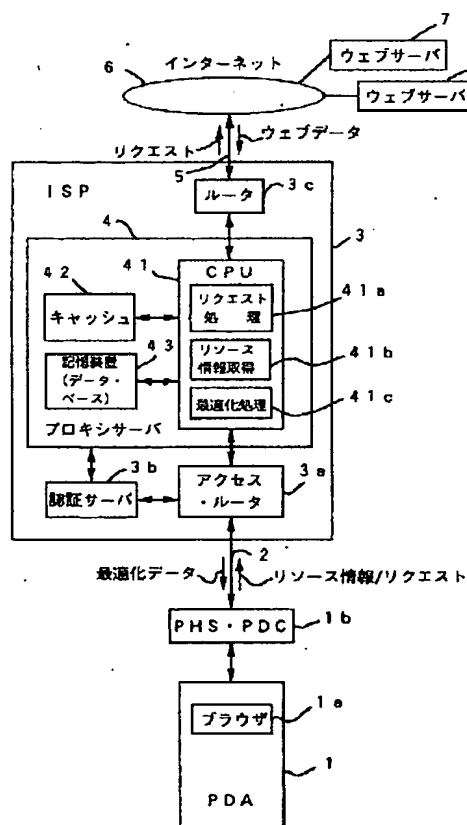 7
インターネット
ウェブサーバ
6
ウェブサーバ
リクエスト
ウェブデータ
5
ISP
ルータ
3c
4
3
42
41
CPU
キャッシュ
リクエスト
処 理
41a
43
リソース
情報取得
41b
記憶装置
(データ・
ベース)
最適化処理
41c
プロキシサーバ
3b
3a
認証サーバ
アクセス
・ルータ
2
最適化データ
リソース情報/リクエスト
PHS・PDC
1b
ブラウザ
1a
PDA
1